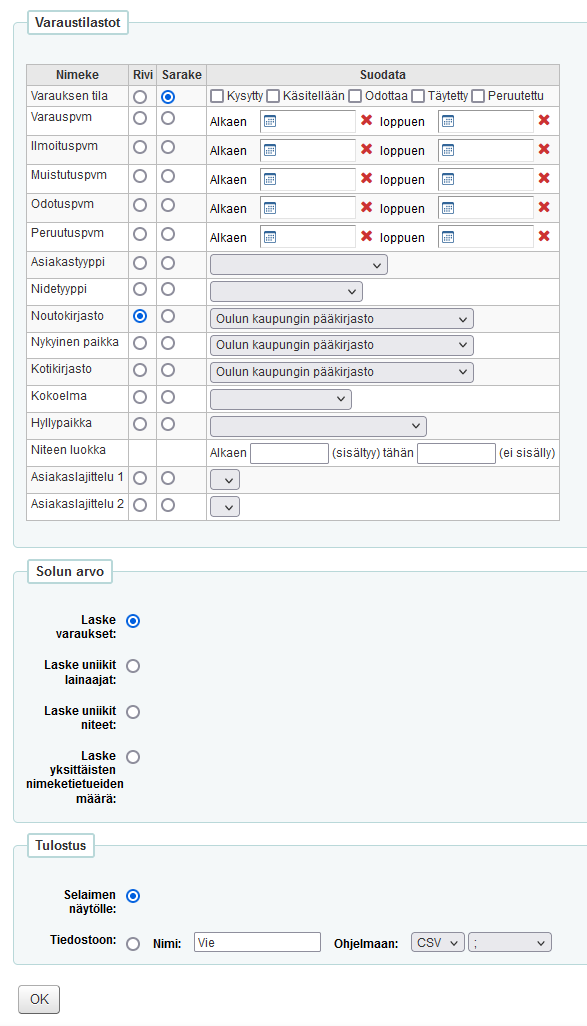 Varaustilastot
Nimeke Rivi Sarake Suodata
Varauksen tila Kysytty Käsitellään Odottaa Täytetty Peruutettu
Varauspvm Alkaen loppuen
Ilmoituspvm Alkaen loppuen
Muistutuspvm Alkaen loppuen
Odotuspvm Alkaen loppuen
Peruutuspvm Alkaen loppuen
Asiakastyyppi
Nidetyyppi
Noutokirjasto Oulun kaupungin pääkirjasto
Nykyinen paikka Oulun kaupungin pääkirjasto
Kotikirjasto Oulun kaupungin pääkirjasto
Kokoelma
Hyllypaikka
Niteen luokka Alkaen (sisältyy) tähän (ei sisälly)
Asiakaslajittelu 1
Asiakaslajittelu 2
Solun arvo
Laske
varaukset:
Laske uniikit
lainaajat:
Laske uniikit
niteet:
Laske
yksittäisten
nimeketietueiden
määrä:
Tulostus
Selaimen
näytölle:
Tiedostoon: Nimi: Vie Ohjelmaan: CSV ;
OK